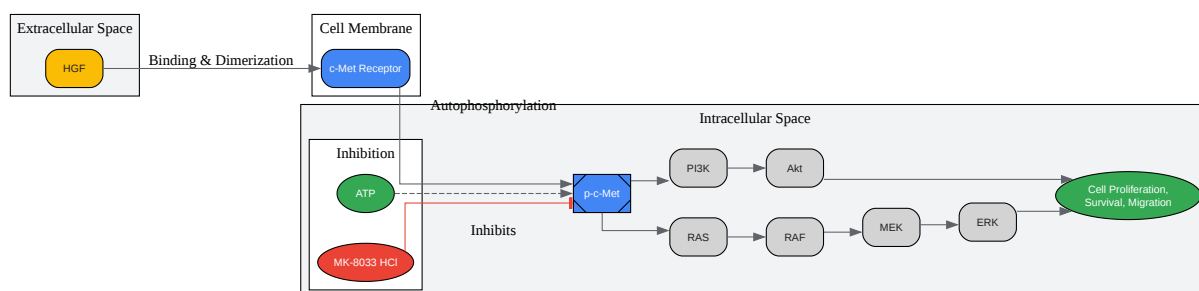 Extracellular Space
HGF
Binding & Dimerization
Cell Membrane
c-Met Receptor
Autophosphorylation
Intracellular Space
Inhibition
ATP
MK-8033 HCl
Inhibits
p-c-Met
PI3K
Akt
RAS
RAF
MEK
ERK
Cell Proliferation,
Survival, Migration